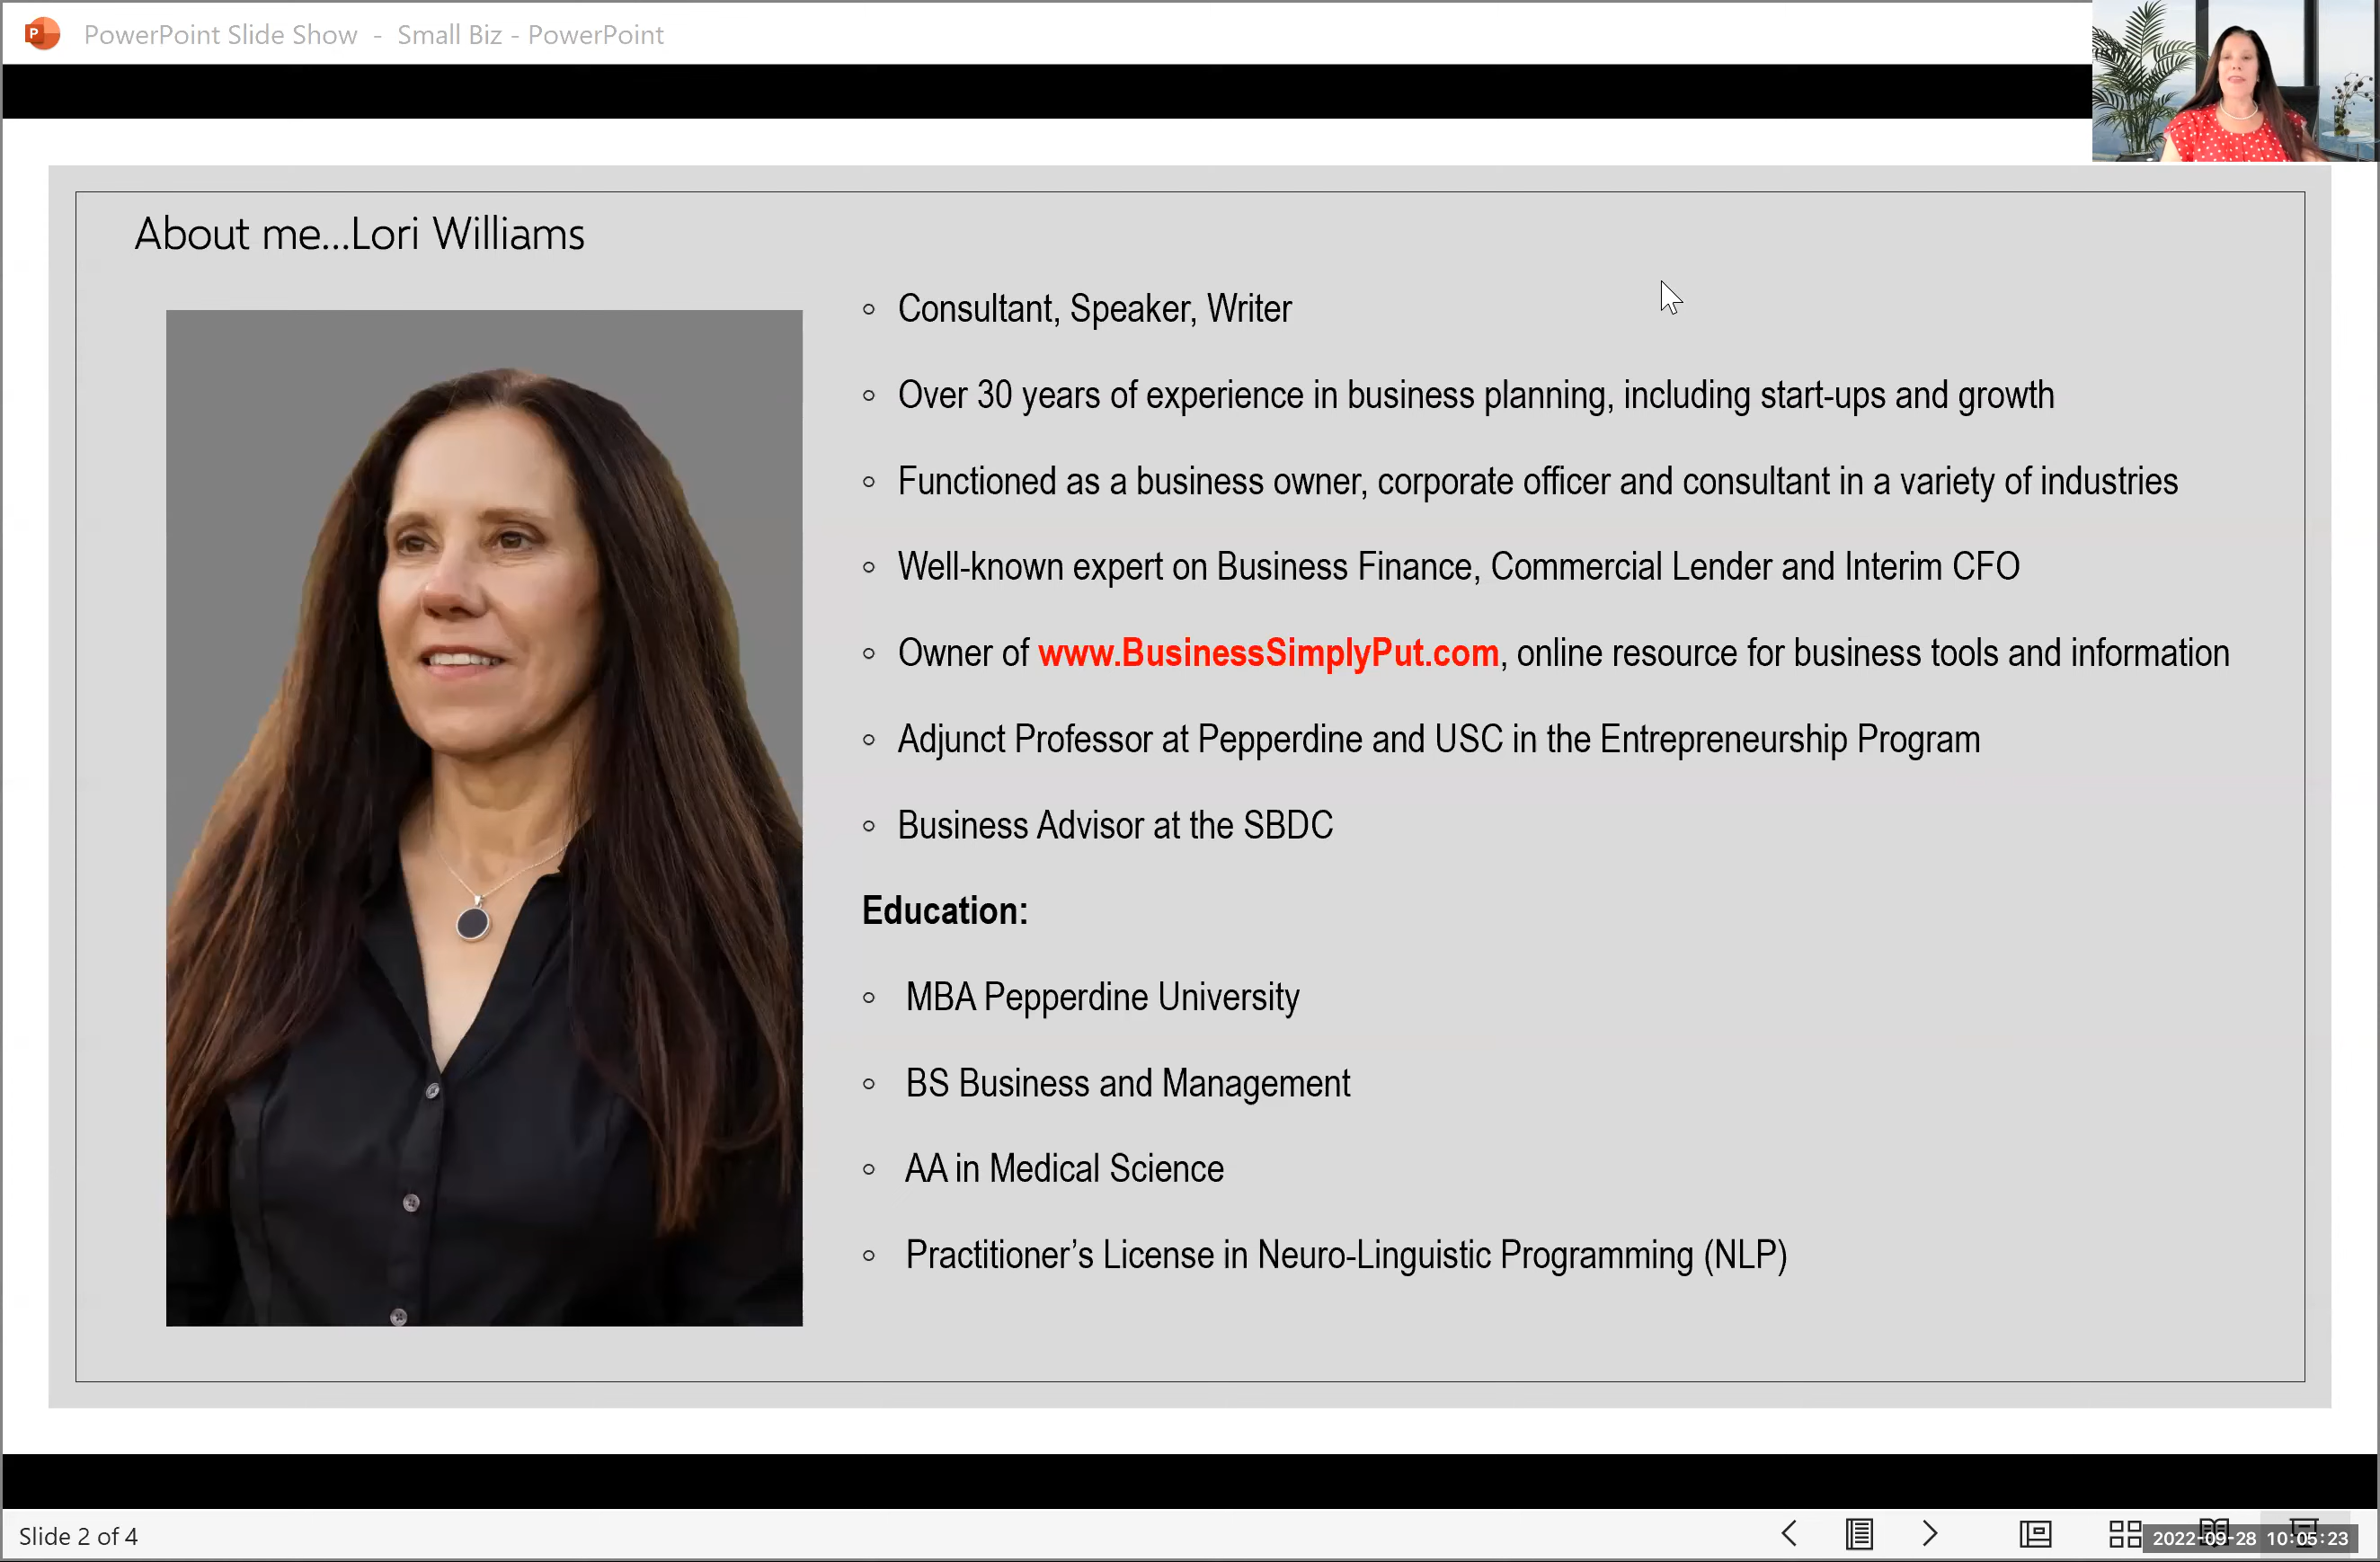 P
PowerPoint Slide Show - Small Biz - PowerPoint
About me...Lori Williams
Consultant, Speaker, Writer
Over 30 years of experience in business planning, including start-ups and growth
Functioned as a business owner, corporate officer and consultant in a variety of industries
Well-known expert on Business Finance, Commercial Lender and Interim CFO
Owner of www.BusinessSimplyPut.com, online resource for business tools and information
Adjunct Professor at Pepperdine and USC in the Entrepreneurship Program
Business Advisor at the SBDC
Education:
MBA Pepperdine University
BS Business and Management
AA in Medical Science
Practitioner’s License in Neuro-Linguistic Programming (NLP)
Slide 2 of 4
2022-09-28 10:05:23